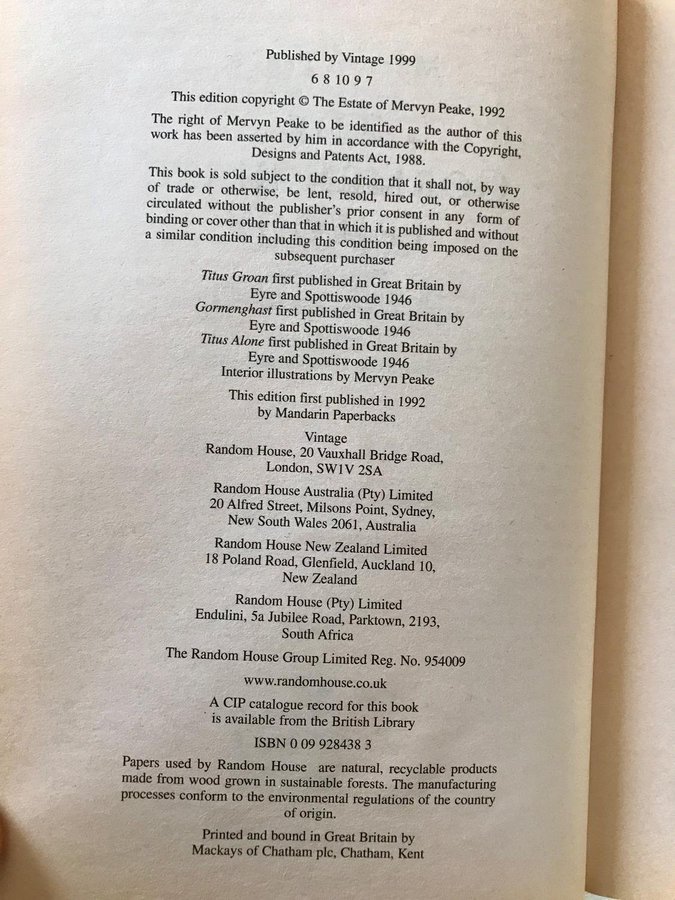 Published by Vintage 1999
6 8 10 9 7
This edition copyright © The Estate of Mervyn Peake, 1992
The right of Mervyn Peake to be identified as the author of this
work has been asserted by him in accordance with the Copyright,
Designs and Patents Act, 1988.
This book is sold subject to the condition that it shall not, by way
of trade or otherwise, be lent, resold, hired out, or otherwise
circulated without the publisher's prior consent in any form of
binding or cover other than that in which it is published and without
a similar condition including this condition being imposed on the
subsequent purchaser
Titus Groan first published in Great Britain by
Eyre and Spottiswoode 1946
Gormenghast first published in Great Britain by
Eyre and Spottiswoode 1946
Titus Alone first published in Great Britain by
Eyre and Spottiswoode 1946
Interior illustrations by Mervyn Peake
This edition first published in 1992
by Mandarin Paperbacks
Vintage
Random House, 20 Vauxhall Bridge Road,
London, SW1V 2SA
Random House Australia (Pty) Limited
20 Alfred Street, Milsons Point, Sydney,
New South Wales 2061, Australia
Random House New Zealand Limited
18 Poland Road, Glenfield, Auckland 10,
New Zealand
Random House (Pty) Limited
Endulini, 5a Jubilee Road, Parktown, 2193,
South Africa
The Random House Group Limited Reg. No. 954009
www.randomhouse.co.uk
A CIP catalogue record for this book
is available from the British Library
ISBN 0 09 928438 3
Papers used by Random House are natural, recyclable products
made from wood grown in sustainable forests. The manufacturing
processes conform to the environmental regulations of the country
of origin.
Printed and bound in Great Britain by
Mackays of Chatham plc, Chatham, Kent